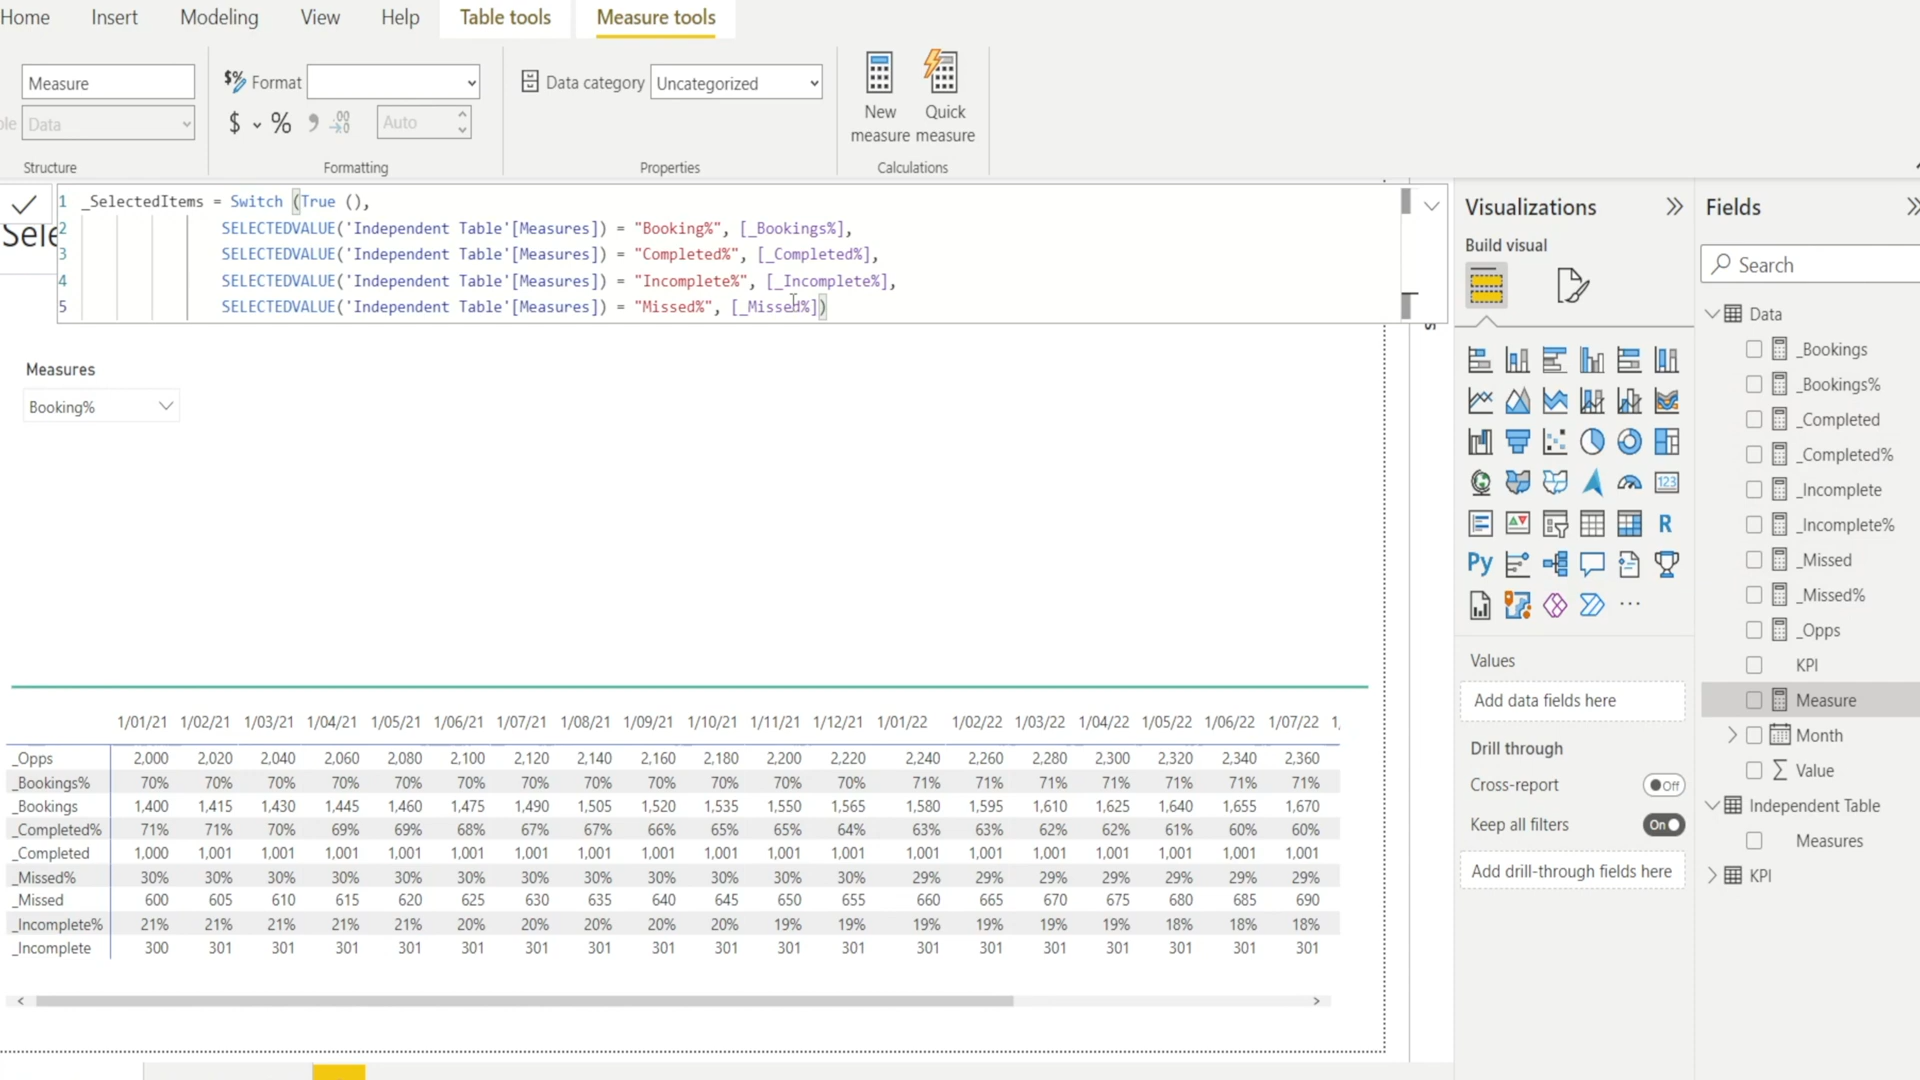 Home Insert Modeling View Help Table tools Measure tools
Measure
Format
Data category Uncategorized
New measure
Quick measure
Data
$ % Auto
Structure Formatting Properties Calculations
1 _SelectedItems = Switch (True (),
2 SELECTEDVALUE('Independent Table'[Measures]) = "Booking%", [_Bookings%],
3 SELECTEDVALUE('Independent Table'[Measures]) = "Completed%", [_Completed%],
4 SELECTEDVALUE('Independent Table'[Measures]) = "Incomplete%", [_Incomplete%],
5 SELECTEDVALUE('Independent Table'[Measures]) = "Missed%", [_Missed%])
Sele
Measures
Booking%
1/01/21 1/02/21 1/03/21 1/04/21 1/05/21 1/06/21 1/07/21 1/08/21 1/09/21 1/10/21 1/11/21 1/12/21 1/01/22 1/02/22 1/03/22 1/04/22 1/05/22 1/06/22 1/07/22 1/
_Opps 2,000 2,020 2,040 2,060 2,080 2,100 2,120 2,140 2,160 2,180 2,200 2,220 2,240 2,260 2,280 2,300 2,320 2,340 2,360
_Bookings% 70% 70% 70% 70% 70% 70% 70% 70% 70% 70% 70% 70% 71% 71% 71% 71% 71% 71% 71%
_Bookings 1,400 1,415 1,430 1,445 1,460 1,475 1,490 1,505 1,520 1,535 1,550 1,565 1,580 1,595 1,610 1,625 1,640 1,655 1,670
_Completed% 71% 71% 70% 69% 69% 68% 67% 67% 66% 65% 65% 64% 63% 63% 62% 62% 61% 60% 60%
_Completed 1,000 1,001 1,001 1,001 1,001 1,001 1,001 1,001 1,001 1,001 1,001 1,001 1,001 1,001 1,001 1,001 1,001 1,001 1,001
_Missed% 30% 30% 30% 30% 30% 30% 30% 30% 30% 30% 30% 30% 29% 29% 29% 29% 29% 29% 29%
_Missed 600 605 610 615 620 625 630 635 640 645 650 655 660 665 670 675 680 685 690
_Incomplete% 21% 21% 21% 21% 21% 20% 20% 20% 20% 20% 19% 19% 19% 19% 19% 19% 18% 18% 18%
_Incomplete 300 301 301 301 301 301 301 301 301 301 301 301 301 301 301 301 301 301 301
Visualizations
Build visual
123
R
Py
Values
Add data fields here
Drill through
Cross-report Off
Keep all filters On
Add drill-through fields here
Fields
Search
Data
_Bookings
_Bookings%
_Completed
_Completed%
_Incomplete
_Incomplete%
_Missed
_Missed%
_Opps
KPI
Measure
Month
Value
Independent Table
Measures
KPI